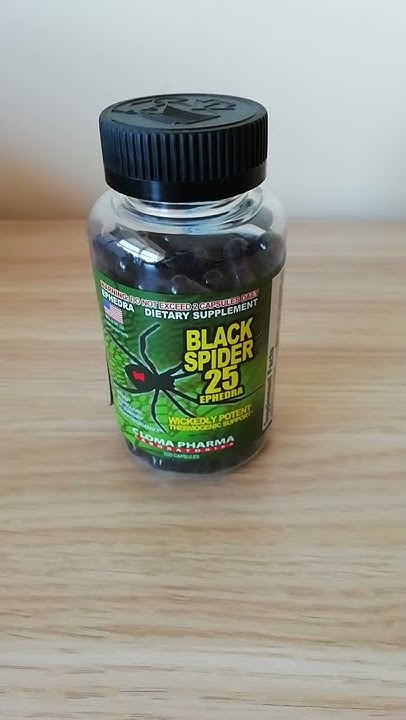 WARNING: DO NOT EXCEED 2 CAPSULES DAILY
EPHEDRA
DIETARY SUPPLEMENT
BLACK
SPIDER
25
EPHEDRA
WICKEDLY POTENT
THERMOGENIC SUPPORT
CLOMA PHARMA
LABORATORIES
100 CAPSULES